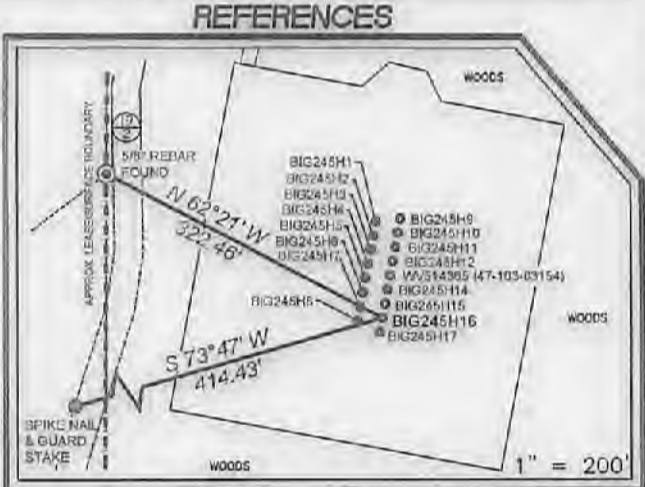 REFERENCES
WOODS
19
2
5/8" REBAR
FOUND
APPROX. LEASE/SURFACE BOUNDARY
N 62°21' W
322.46'
BIG245H1
BIG245H2
BIG245H3
BIG245H4
BIG245H5
BIG245H6
BIG245H7
BIG245H8
BIG245H9
BIG245H10
BIG245H11
BIG245H12
WV514365 (47-103-03154)
BIG245H14
BIG245H15
BIG245H16
BIG245H17
WOODS
S 73°47' W
414.43'
SPIKE NAIL
& GUARD
STAKE
WOODS
1" = 200'